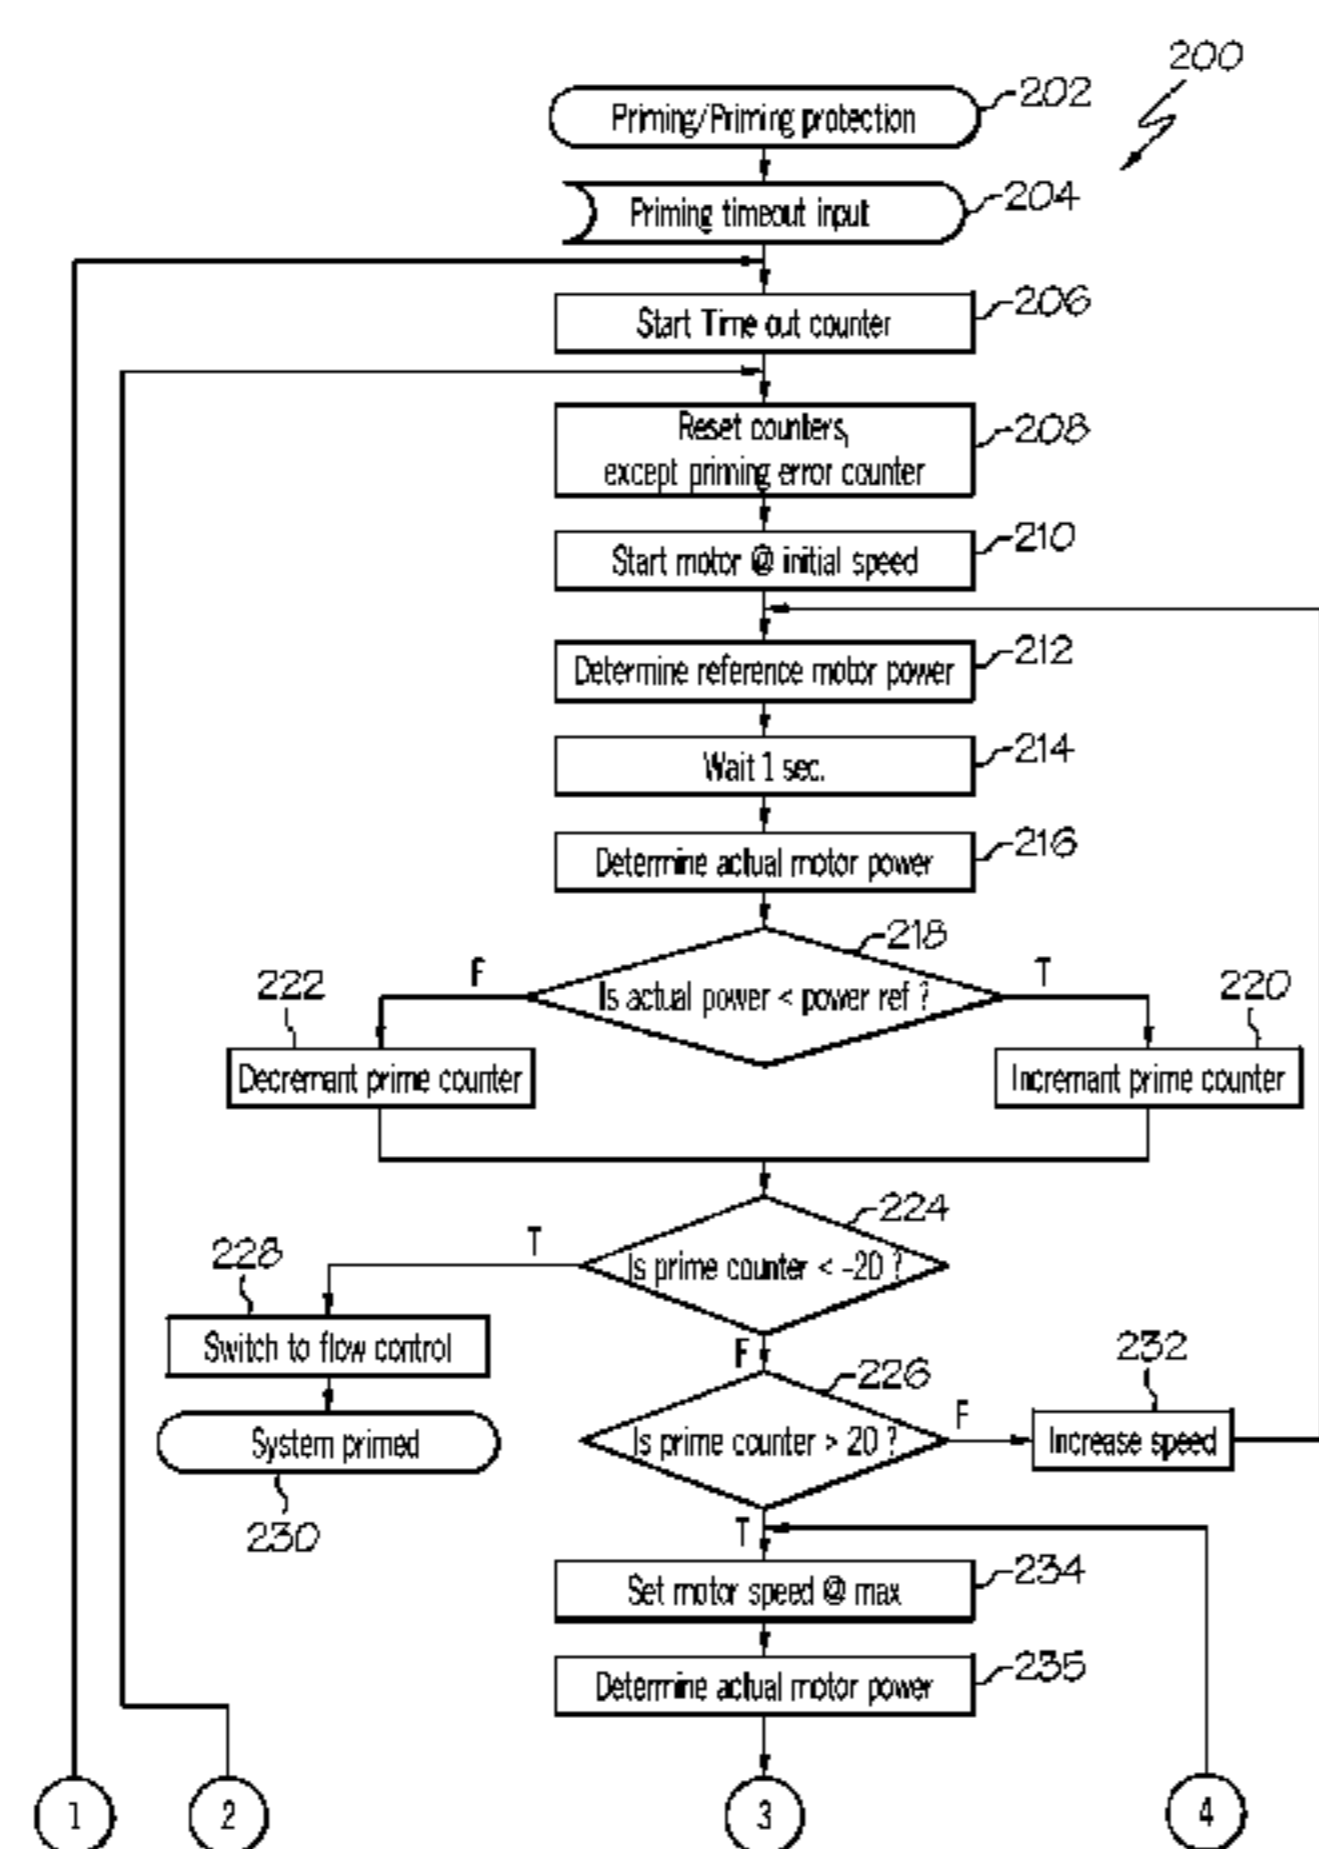 200
202
Priming/Priming protection
204
Priming timeout input
206
Start Time out counter
208
Reset counters,
except priming error counter
210
Start motor @ initial speed
212
Determine reference motor power
214
Wait 1 sec.
216
Determine actual motor power
218
F
Is actual power < power ref ?
T
222
220
Decremant prime counter
Incremant prime counter
224
T
Is prime counter < -20 ?
228
Switch to flow control
F
226
232
Is prime counter > 20 ?
F
Increase speed
System primed
230
T
234
Set motor speed @ max
235
Determine actual motor power
1
2
3
4